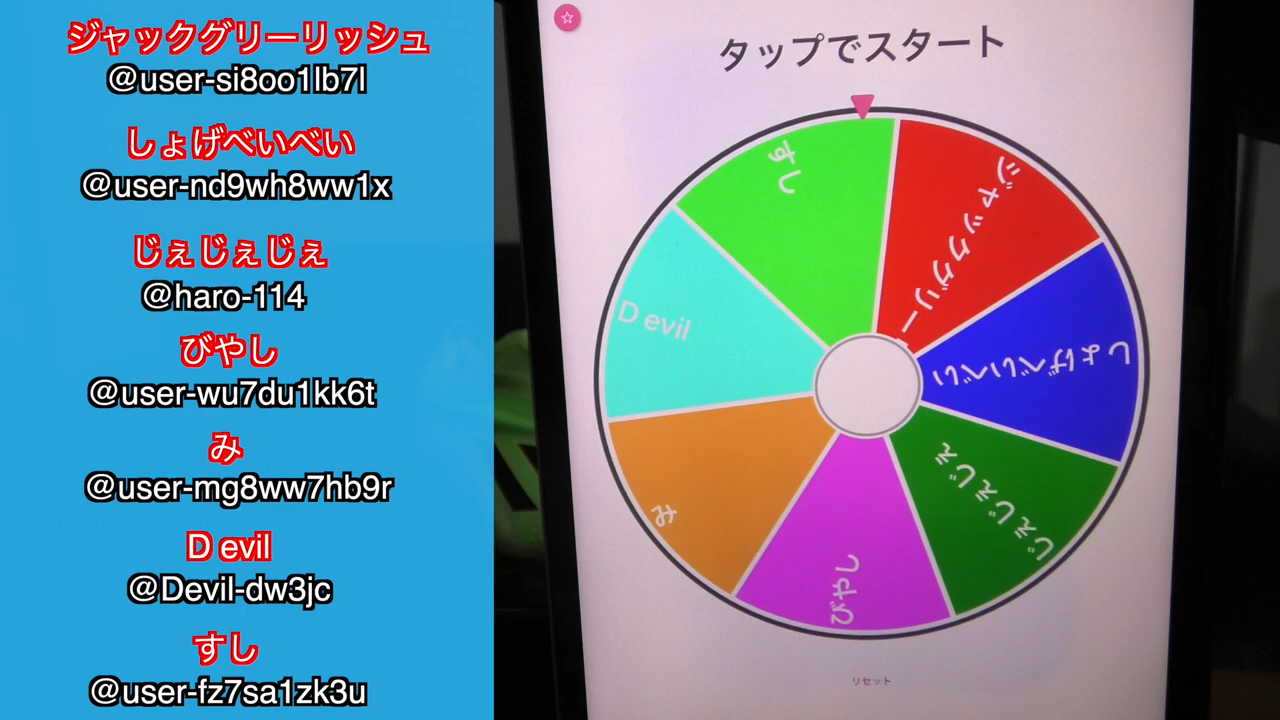 ジャックグリーリッシュ
@user-si8oo1lb7l
しょげべいべい
@user-nd9wh8ww1x
じぇじぇじぇ
@haro-114
びやし
@user-wu7du1kk6t
み
@user-mg8ww7hb9r
D evil
@Devil-dw3jc
すし
@user-fz7sa1zk3u
タップでスタート
すし
ジャックグリー
しょげべいべい
じぇじぇじぇ
びやし
み
D evil
リセット